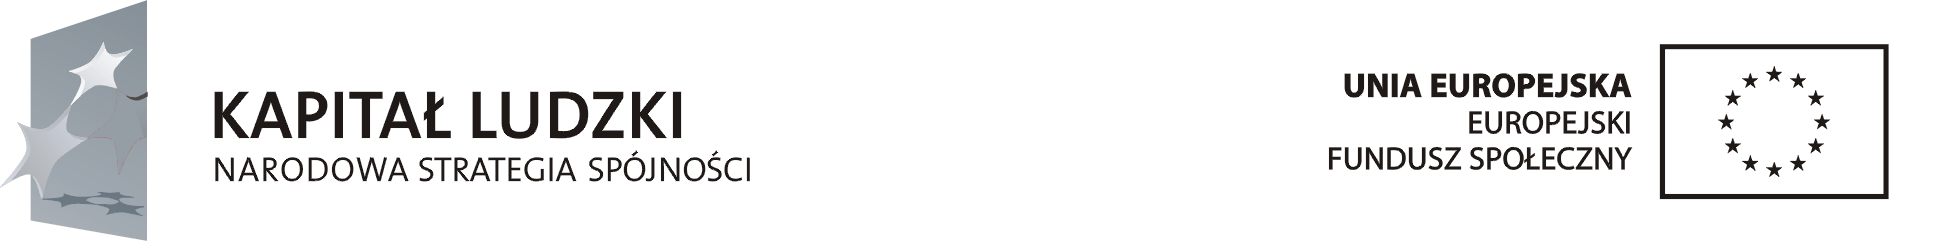 KAPITAŁ LUDZKI
NARODOWA STRATEGIA SPÓJNOŚCI
UNIA EUROPEJSKA
EUROPEJSKI
FUNDUSZ SPOŁECZNY